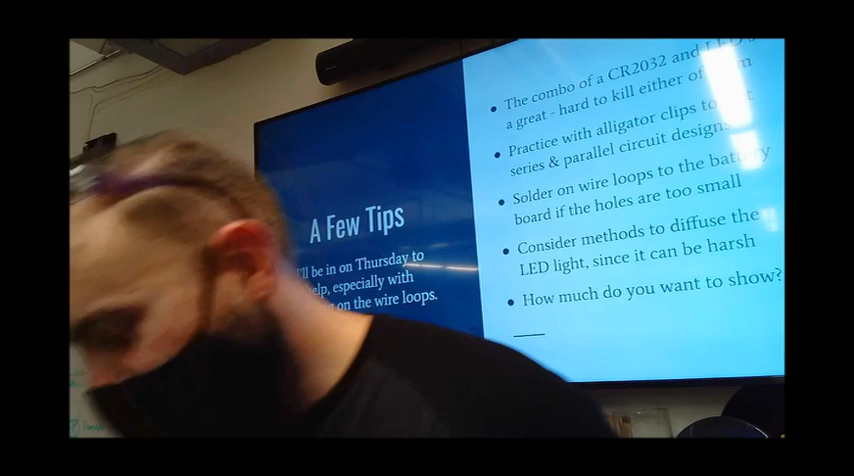 A Few Tips
I'll be in on Thursday to
help, especially with
on the wire loops.
The combo of a CR2032 and LED's
a great - hard to kill either of
Practice with alligator clips to
series & parallel circuit designs
Solder on wire loops to the battery
board if the holes are too small
Consider methods to diffuse the
LED light, since it can be harsh
How much do you want to show?